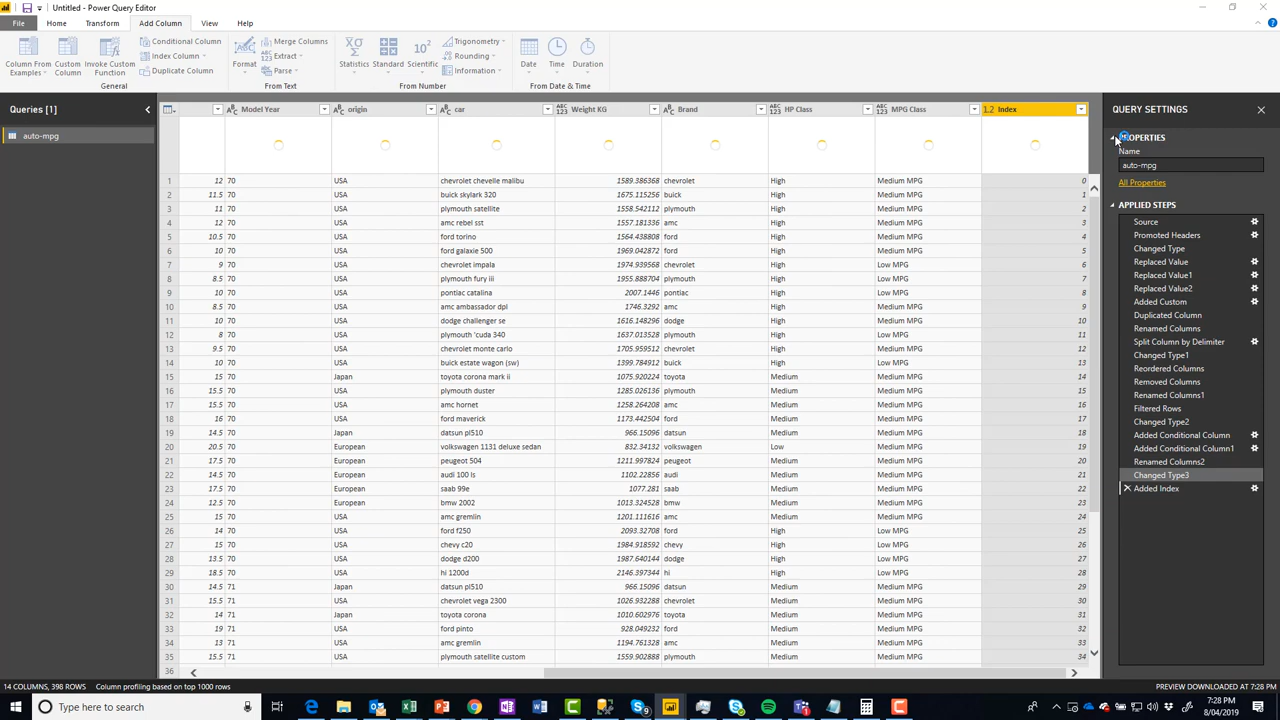 Untitled - Power Query Editor
File Home Transform Add Column View Help
Column From Examples Custom Column Invoke Custom Function Conditional Column Index Column Duplicate Column General
Format Merge Columns Extract Parse From Text
Statistics Standard Scientific Trigonometry Rounding Information From Number
Date Time Duration From Date & Time
Queries [1]
auto-mpg
Model Year origin car Weight KG Brand HP Class MPG Class 1.2 Index
1 12 70 USA chevrolet chevelle malibu 1589.386368 chevrolet High Medium MPG 0
2 11.5 70 USA buick skylark 320 1675.115256 buick High Medium MPG 1
3 11 70 USA plymouth satellite 1558.542112 plymouth High Medium MPG 2
4 12 70 USA amc rebel sst 1557.181336 amc High Medium MPG 3
5 10.5 70 USA ford torino 1564.438808 ford High Medium MPG 4
6 10 70 USA ford galaxie 500 1969.042872 ford High Medium MPG 5
7 9 70 USA chevrolet impala 1974.939568 chevrolet High Low MPG 6
8 8.5 70 USA plymouth fury iii 1955.888704 plymouth High Low MPG 7
9 10 70 USA pontiac catalina 2007.1446 pontiac High Low MPG 8
10 8.5 70 USA amc ambassador dpl 1746.3292 amc High Medium MPG 9
11 10 70 USA dodge challenger se 1616.148296 dodge High Medium MPG 10
12 8 70 USA plymouth 'cuda 340 1637.013528 plymouth High Low MPG 11
13 9.5 70 USA chevrolet monte carlo 1705.959512 chevrolet High Medium MPG 12
14 10 70 USA buick estate wagon (sw) 1399.784912 buick High Low MPG 13
15 15 70 Japan toyota corona mark ii 1075.920224 toyota Medium Medium MPG 14
16 15.5 70 USA plymouth duster 1285.026136 plymouth Medium Medium MPG 15
17 15.5 70 USA amc hornet 1258.264208 amc Medium Medium MPG 16
18 16 70 USA ford maverick 1173.442504 ford Medium Medium MPG 17
19 14.5 70 Japan datsun pl510 966.15096 datsun Medium Medium MPG 18
20 20.5 70 European volkswagen 1131 deluxe sedan 832.34132 volkswagen Low Medium MPG 19
21 17.5 70 European peugeot 504 1211.997824 peugeot Medium Medium MPG 20
22 14.5 70 European audi 100 ls 1102.22856 audi Medium Medium MPG 21
23 17.5 70 European saab 99e 1077.281 saab Medium Medium MPG 22
24 12.5 70 European bmw 2002 1013.324528 bmw Medium Medium MPG 23
25 15 70 USA amc gremlin 1201.111616 amc Medium Medium MPG 24
26 14 70 USA ford f250 2093.32708 ford High Low MPG 25
27 15 70 USA chevy c20 1984.918592 chevy High Low MPG 26
28 13.5 70 USA dodge d200 1987.640144 dodge High Low MPG 27
29 18.5 70 USA hi 1200d 2146.397344 hi High Low MPG 28
30 14.5 71 Japan datsun pl510 966.15096 datsun Medium Medium MPG 29
31 15.5 71 USA chevrolet vega 2300 1026.932288 chevrolet Medium Medium MPG 30
32 14 71 Japan toyota corona 1010.602976 toyota Medium Medium MPG 31
33 19 71 USA ford pinto 928.049232 ford Medium Medium MPG 32
34 13 71 USA amc gremlin 1194.761328 amc Medium Medium MPG 33
35 15.5 71 USA plymouth satellite custom 1559.902888 plymouth Medium Medium MPG 34
36
QUERY SETTINGS
PROPERTIES
Name
auto-mpg
All Properties
APPLIED STEPS
Source
Promoted Headers
Changed Type
Replaced Value
Replaced Value1
Replaced Value2
Added Custom
Duplicated Column
Renamed Columns
Split Column by Delimiter
Changed Type1
Reordered Columns
Removed Columns
Renamed Columns1
Filtered Rows
Changed Type2
Added Conditional Column
Added Conditional Column1
Renamed Columns2
Changed Type3
Added Index
14 COLUMNS, 398 ROWS Column profiling based on top 1000 rows PREVIEW DOWNLOADED AT 7:28 PM
Type here to search 7:28 PM
8/04/2019